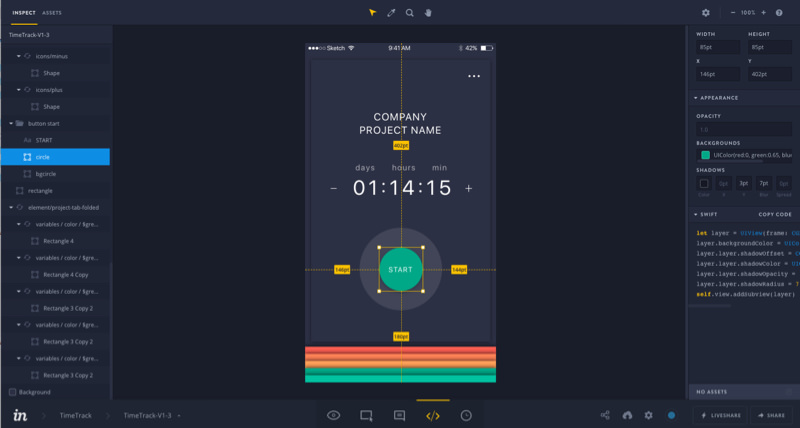 INSPECT ASSETS
100%
TimeTrack-V1-3
icons/minus
Shape
icons/plus
Shape
button start
START
circle
bgcircle
rectangle
element/project-tab-folded
variables / color / $gre...
Rectangle 4
variables / color / $gre...
Rectangle 4 Copy
variables / color / $gre...
Rectangle 3 Copy 2
variables / color / $gre...
Rectangle 3 Copy 2
variables / color / $gre...
Rectangle 3 Copy 2
Background
Sketch 9:41 AM 42%
COMPANY
PROJECT NAME
402pt
days hours min
− 01:14:15 +
146pt START 144pt
180pt
WIDTH HEIGHT
85pt 85pt
X Y
146pt 402pt
APPEARANCE
OPACITY
1.0
BACKGROUNDS
UIColor(red:0, green:0.65, blue
SHADOWS
0pt 3pt 7pt 0pt
Color X Y Blur Spread
SWIFT COPY CODE
let layer = UIView(frame: CG
layer.backgroundColor = UICo
layer.layer.shadowOffset = CG
layer.layer.shadowColor = UIC
layer.layer.shadowOpacity =
layer.layer.shadowRadius = 7
self.view.addSubview(layer)
NO ASSETS
in TimeTrack TimeTrack-V1-3 </> LIVESHARE SHARE